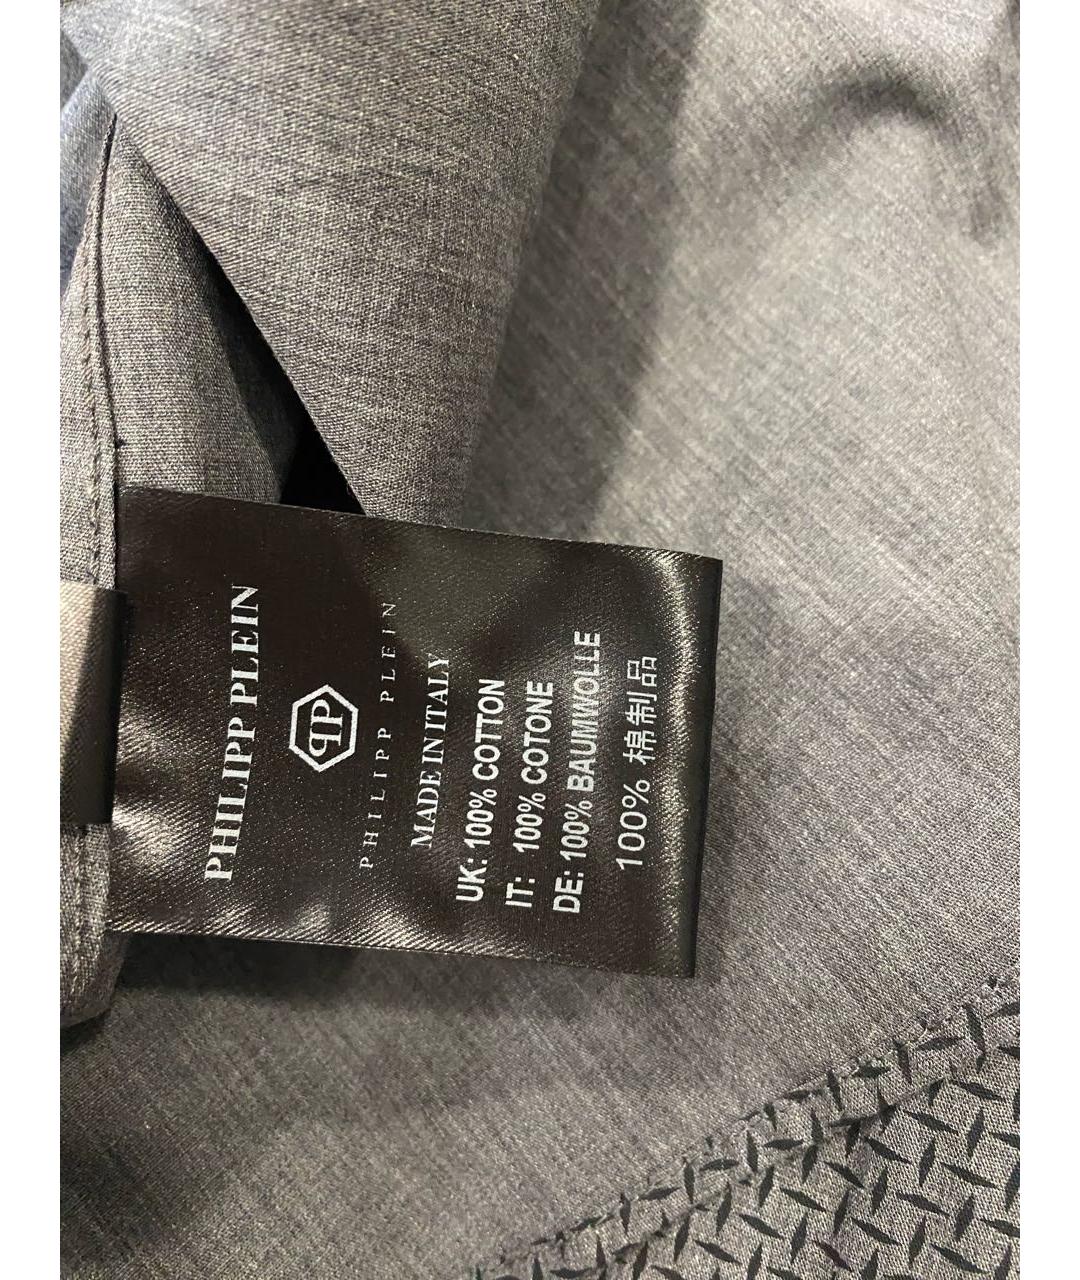 PHILIPP PLEIN
PP
PHILIPP PLEIN
MADE IN ITALY
UK: 100% COTTON
IT: 100% COTONE
DE: 100% BAUMWOLLE
100% 棉制品